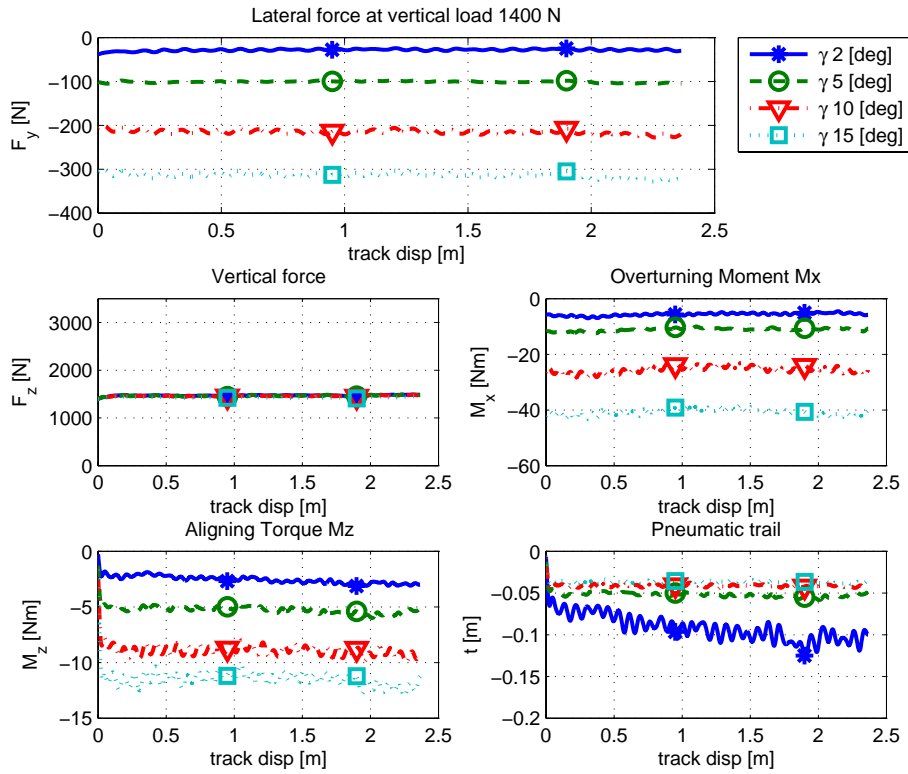 Lateral force at vertical load 1400 N
0
−100
−200
−300
−400
F_y [N]
0 0.5 1 1.5 2 2.5
track disp [m]
γ 2 [deg]
γ 5 [deg]
γ 10 [deg]
γ 15 [deg]
Vertical force
3000
2000
1000
0
F_z [N]
0 0.5 1 1.5 2 2.5
track disp [m]
Overturning Moment Mx
0
−20
−40
−60
M_x [Nm]
0 0.5 1 1.5 2 2.5
track disp [m]
Aligning Torque Mz
0
−5
−10
−15
M_z [Nm]
0 0.5 1 1.5 2 2.5
track disp [m]
Pneumatic trail
0
−0.05
−0.1
−0.15
−0.2
t [m]
0 0.5 1 1.5 2 2.5
track disp [m]